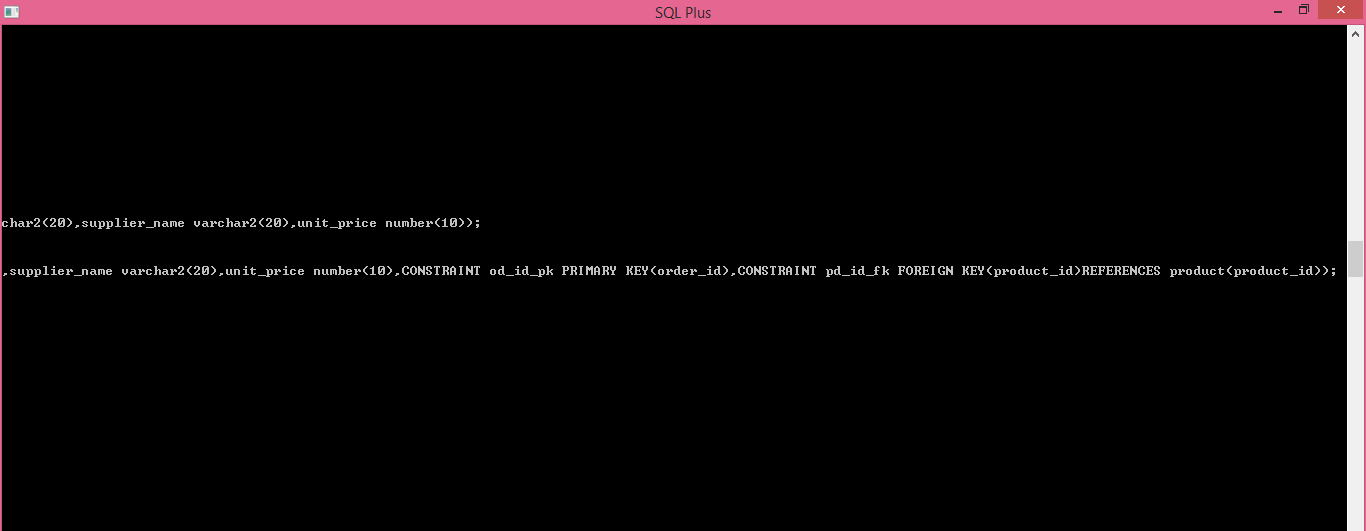 SQL Plus
char2(20),supplier_name varchar2(20),unit_price number(10));
,supplier_name varchar2(20),unit_price number(10),CONSTRAINT od_id_pk PRIMARY KEY(order_id),CONSTRAINT pd_id_fk FOREIGN KEY(product_id)REFERENCES product(product_id));